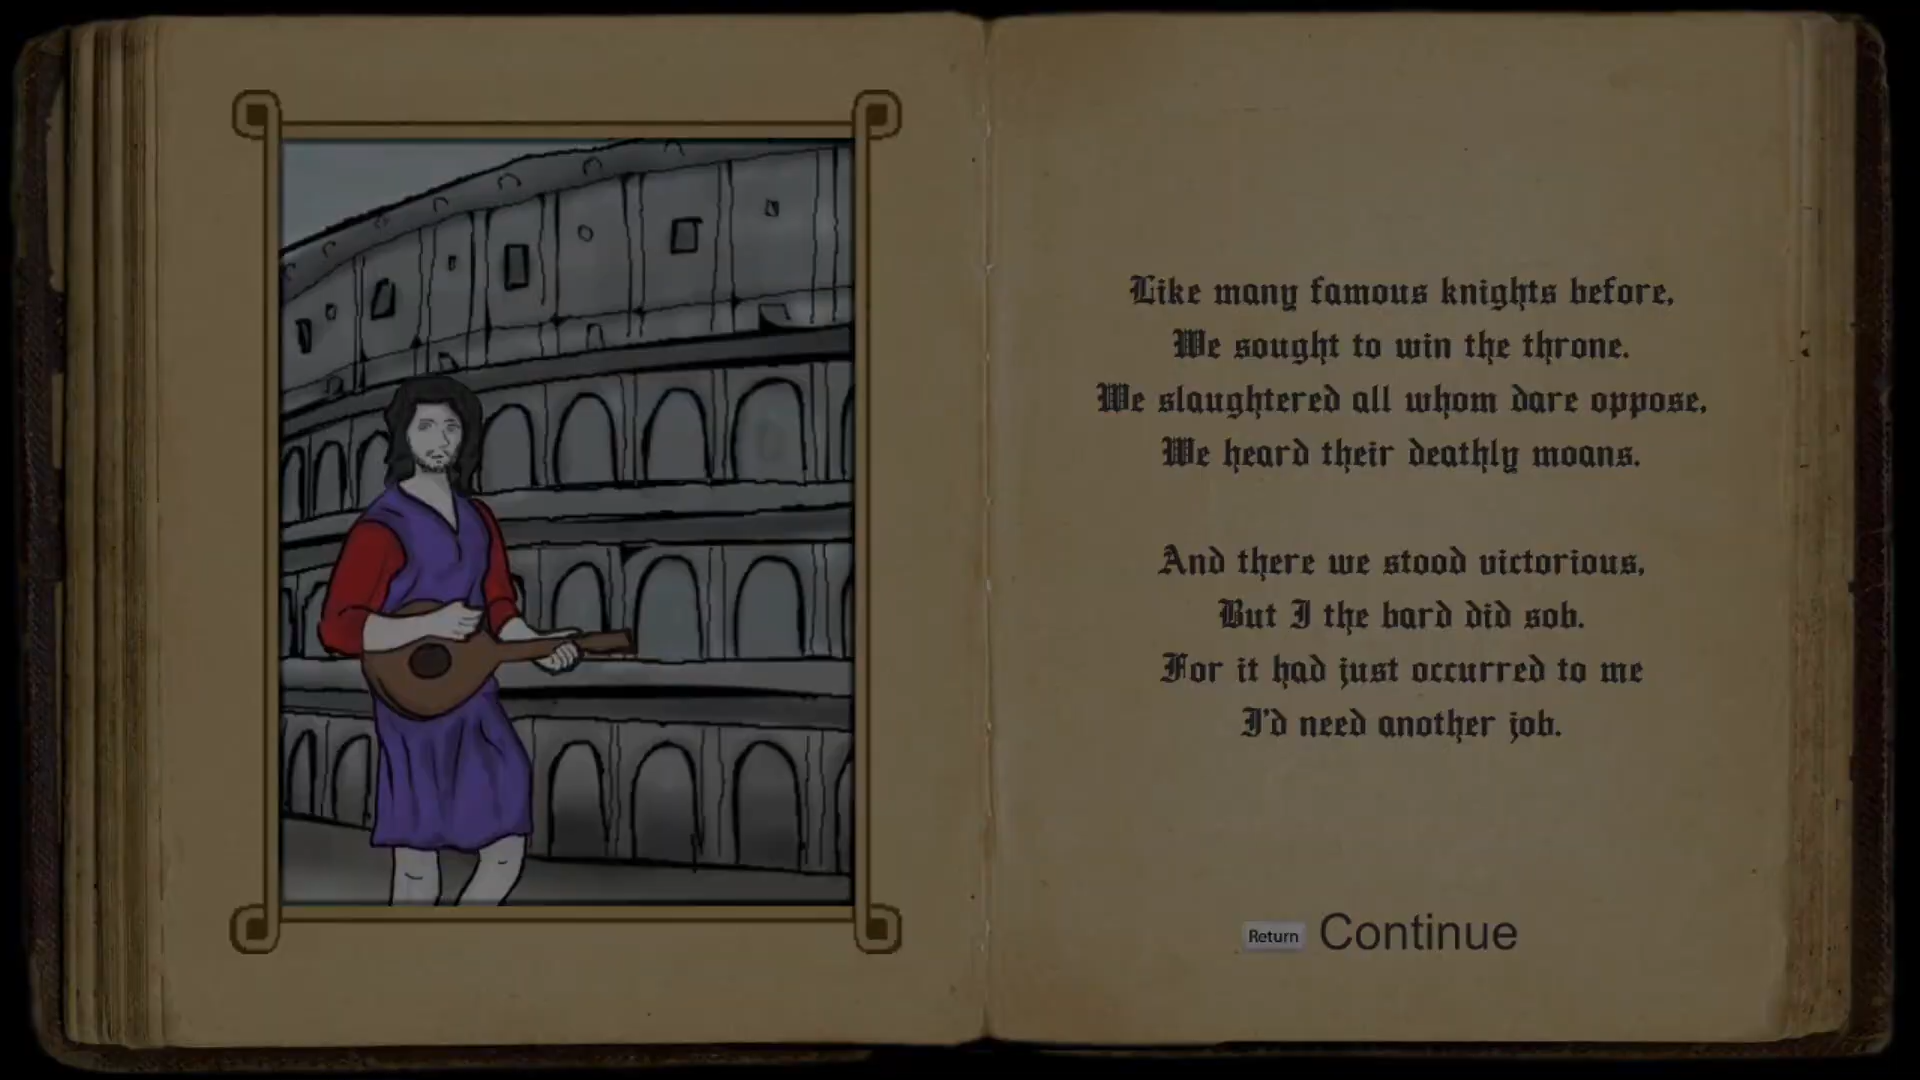 Like many famous knights before,
We sought to win the throne.
We slaughtered all whom dare oppose,
We heard their deathly moans.
And there we stood victorious,
But I the bard did sob.
For it had just occurred to me
I'd need another job.
Return Continue